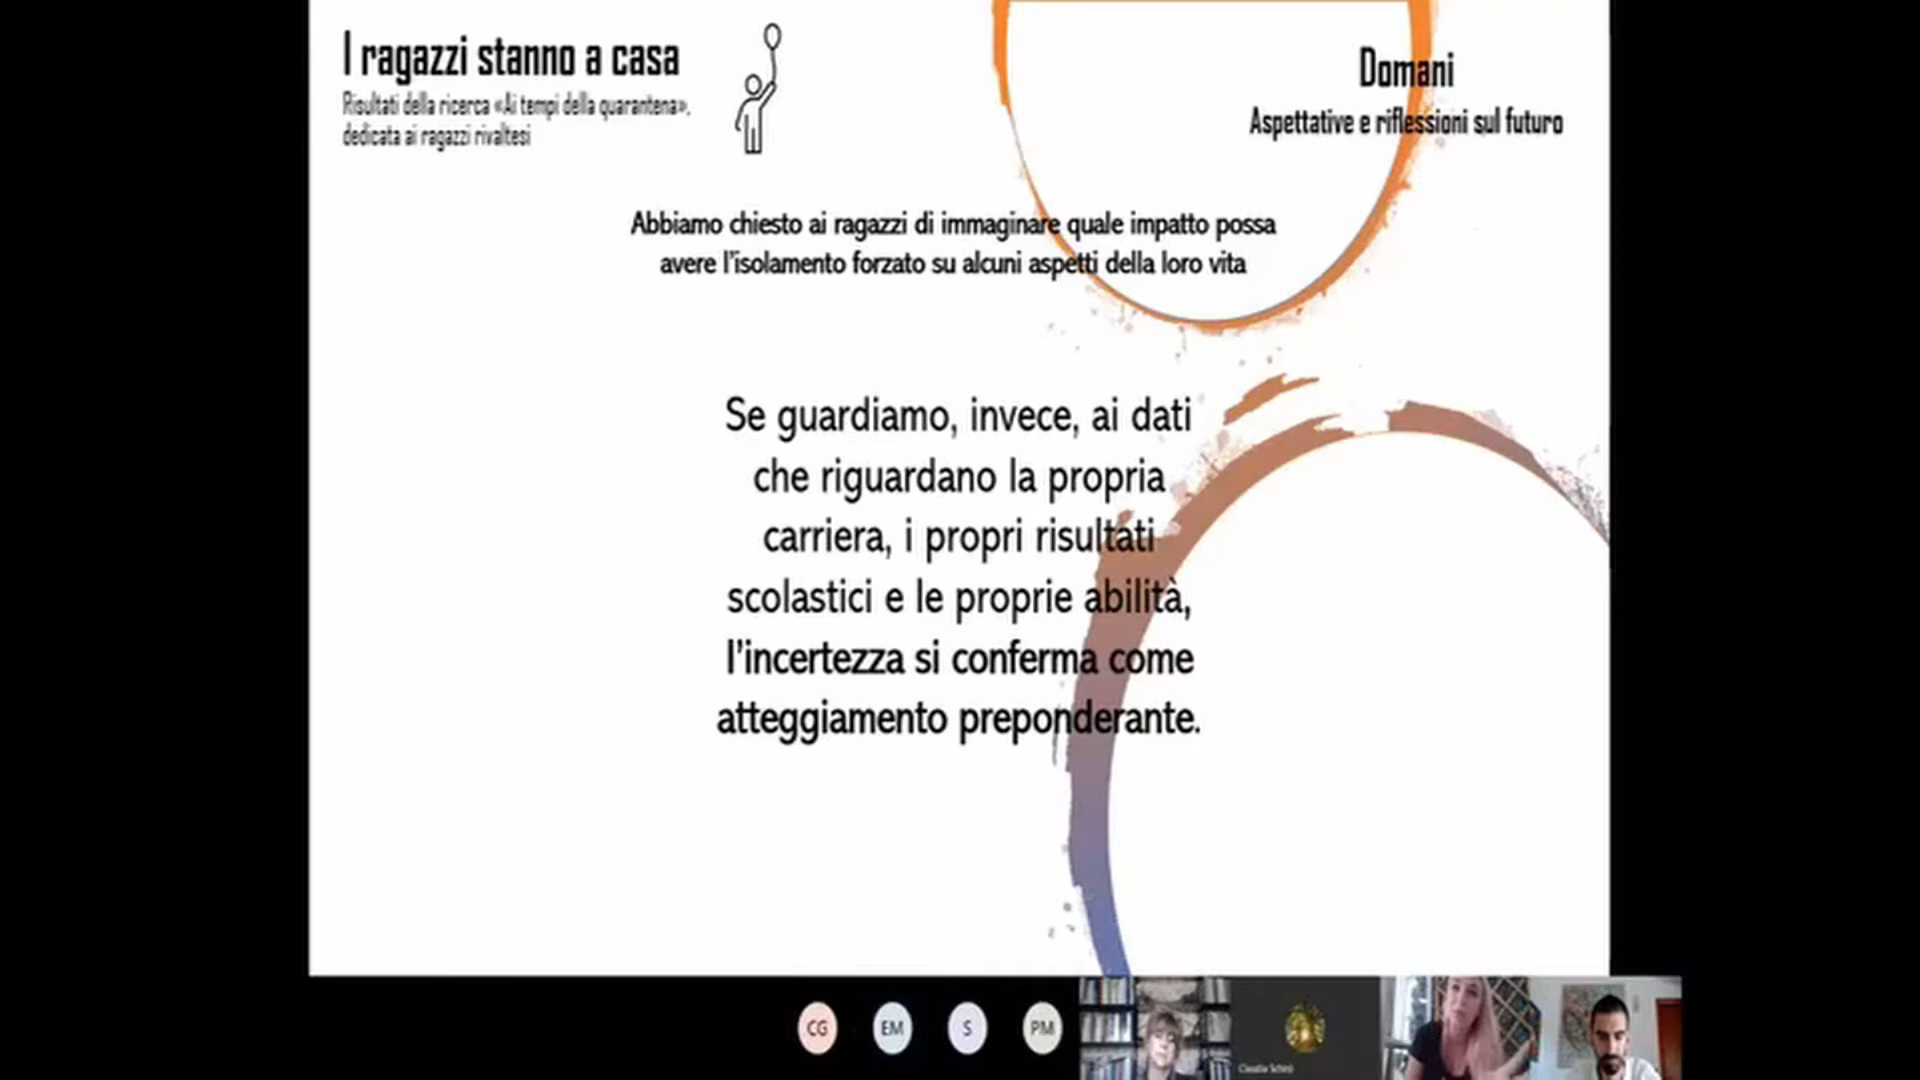 I ragazzi stanno a casa
Risultati della ricerca «Ai tempi della quarantena»,
dedicata ai ragazzi rivaltesi
Domani
Aspettative e riflessioni sul futuro
Abbiamo chiesto ai ragazzi di immaginare quale impatto possa
avere l'isolamento forzato su alcuni aspetti della loro vita
Se guardiamo, invece, ai dati
che riguardano la propria
carriera, i propri risultati
scolastici e le proprie abilità,
l'incertezza si conferma come
atteggiamento preponderante.
CG
EM
S
PM